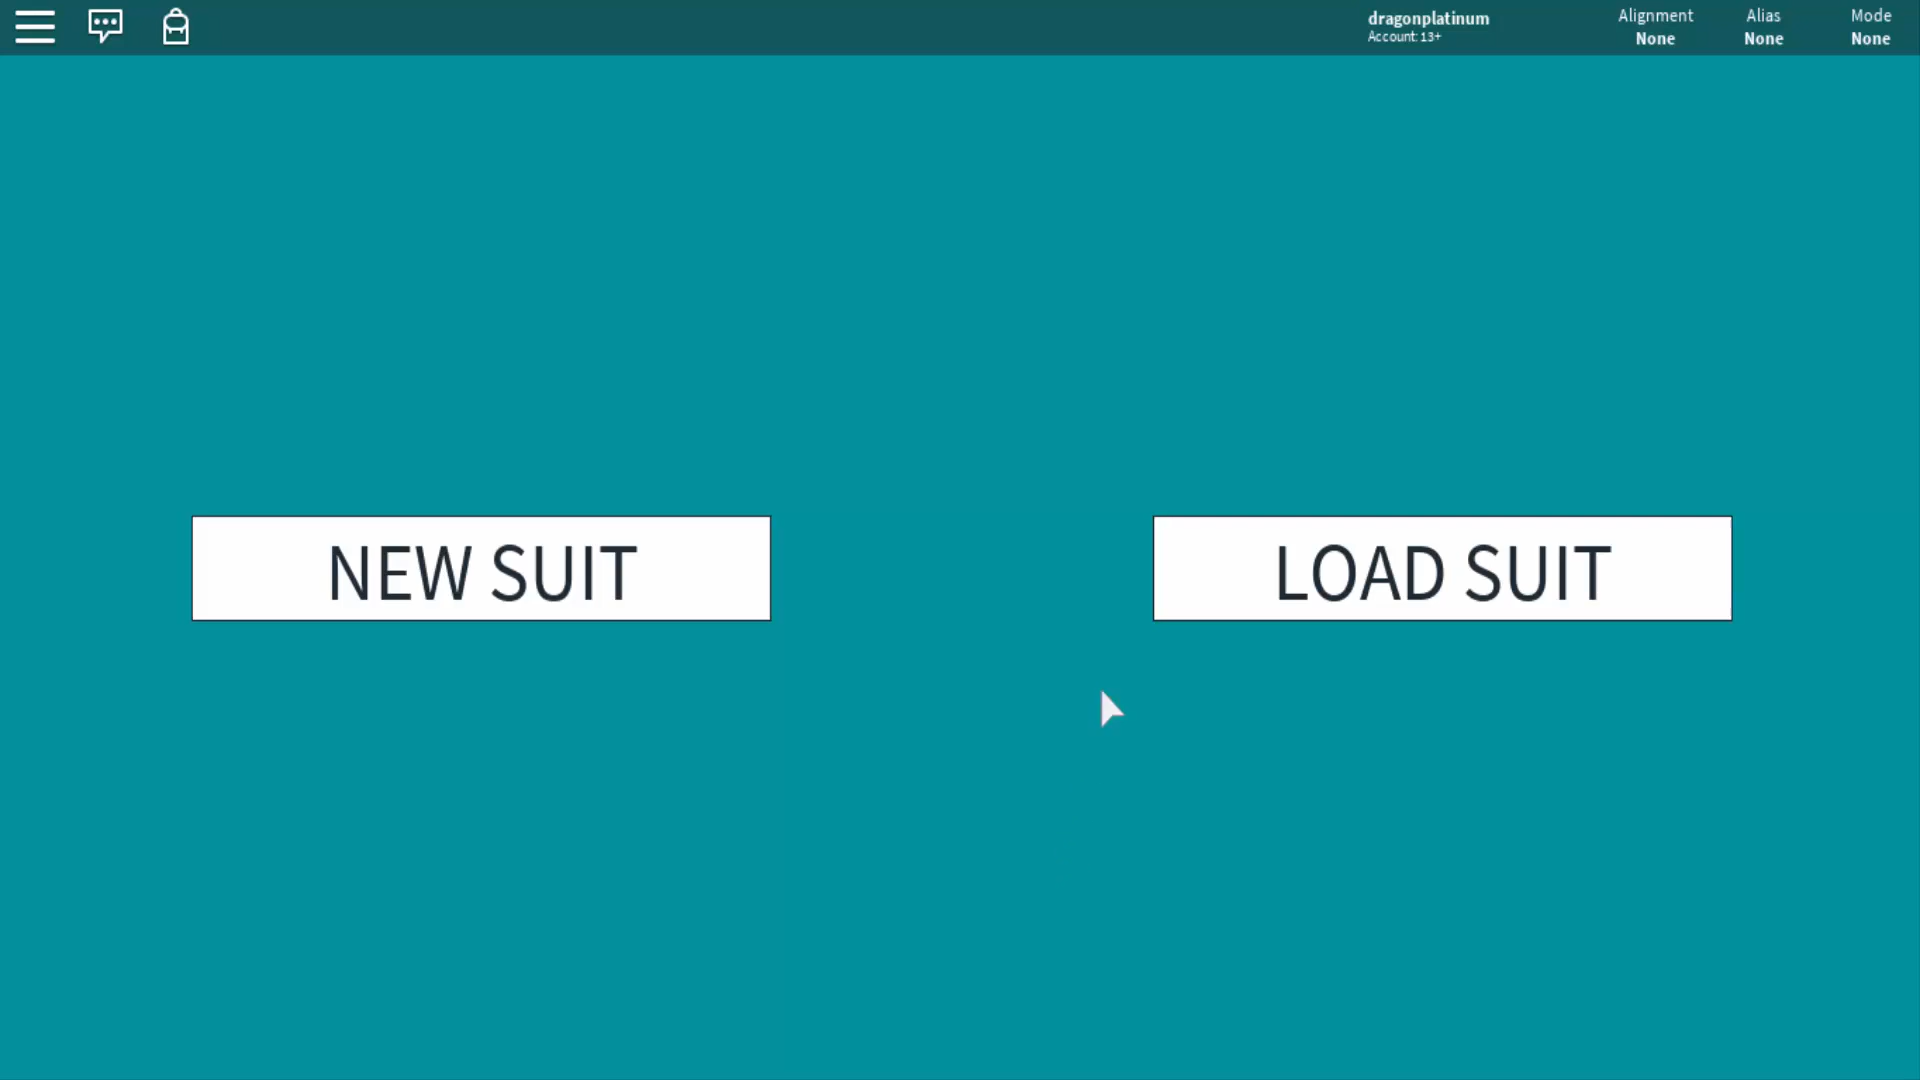 dragonplatinum
Account: 13+
Alignment
None
Alias
None
Mode
None
NEW SUIT
LOAD SUIT